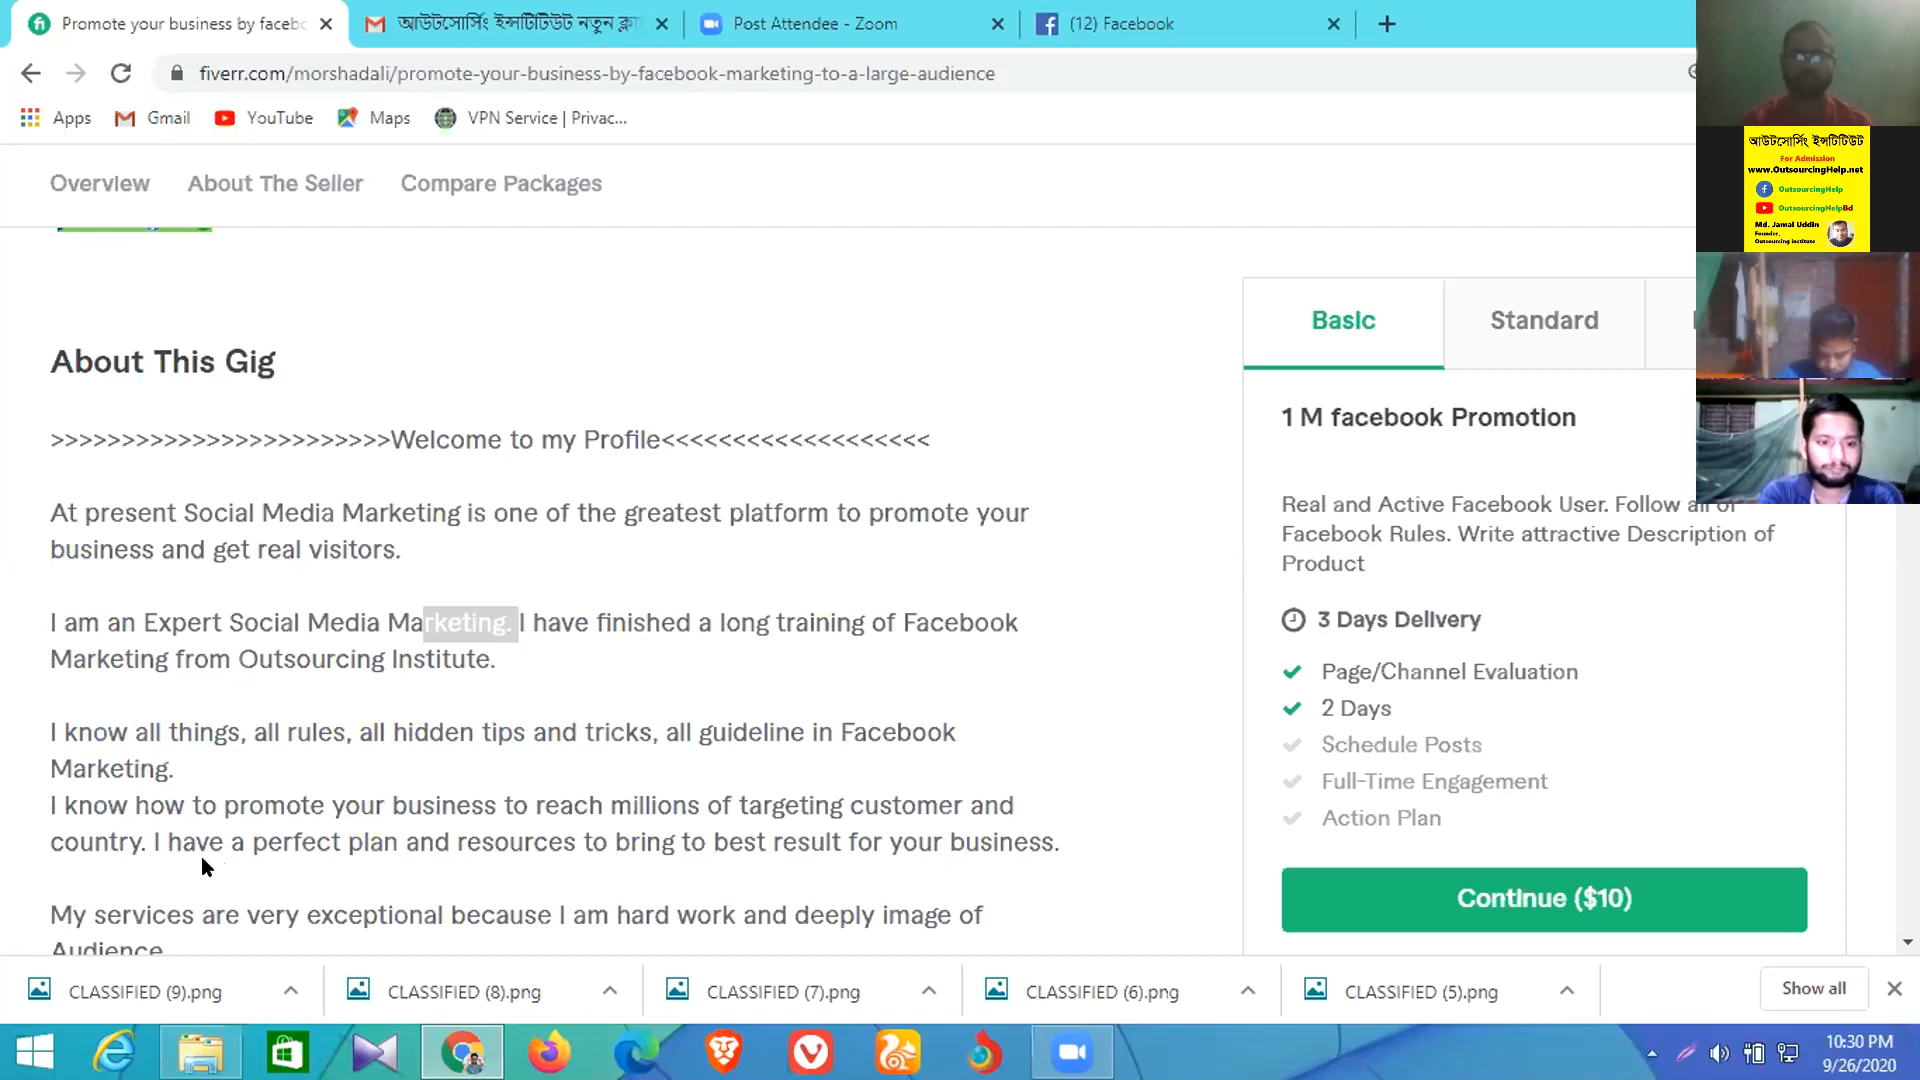 Promote your business by facebo
আউটসোর্সিং ইন্সটিটিউট নতুন ক্লা
Post Attendee - Zoom
(12) Facebook
fiverr.com/morshadali/promote-your-business-by-facebook-marketing-to-a-large-audience
Apps
Gmail
YouTube
Maps
VPN Service | Privac...
আউটসোর্সিং ইন্সটিটিউট
For Admission
www.OutsourcingHelp.net
OutsourcingHelp
OutsourcingHelpBd
Md. Jamal Uddin
Founder,
Outsourcing Institute
Overview
About The Seller
Compare Packages
About This Gig
>>>>>>>>>>>>>>>>>>>>>>>>Welcome to my Profile<<<<<<<<<<<<<<<<<<<
At present Social Media Marketing is one of the greatest platform to promote your
business and get real visitors.
I am an Expert Social Media Marketing. I have finished a long training of Facebook
Marketing from Outsourcing Institute.
I know all things, all rules, all hidden tips and tricks, all guideline in Facebook
Marketing.
I know how to promote your business to reach millions of targeting customer and
country. I have a perfect plan and resources to bring to best result for your business.
My services are very exceptional because I am hard work and deeply image of
Audience
Basic
Standard
1 M facebook Promotion
Real and Active Facebook User. Follow all of
Facebook Rules. Write attractive Description of
Product
3 Days Delivery
Page/Channel Evaluation
2 Days
Schedule Posts
Full-Time Engagement
Action Plan
Continue ($10)
CLASSIFIED (9).png
CLASSIFIED (8).png
CLASSIFIED (7).png
CLASSIFIED (6).png
CLASSIFIED (5).png
Show all
10:30 PM
9/26/2020